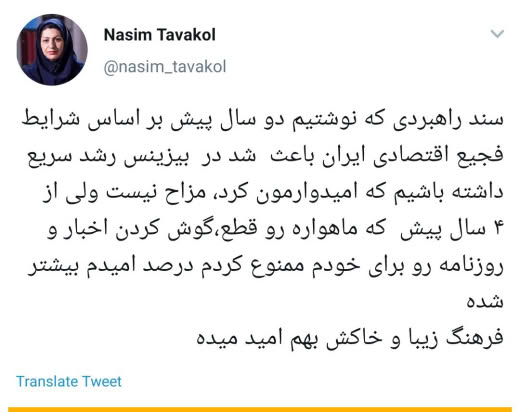 Nasim Tavakol
@nasim_tavakol
سند راهبردی که نوشتیم دو سال پیش بر اساس شرایط
فجیع اقتصادی ایران باعث شد در بیزینس رشد سریع
داشته باشیم که امیدوارمون کرد، مزاح نیست ولی از
۴ سال پیش که ماهواره رو قطع،گوش کردن اخبار و
روزنامه رو برای خودم ممنوع کردم درصد امیدم بیشتر
شده
فرهنگ زیبا و خاکش بهم امید میده
Translate Tweet